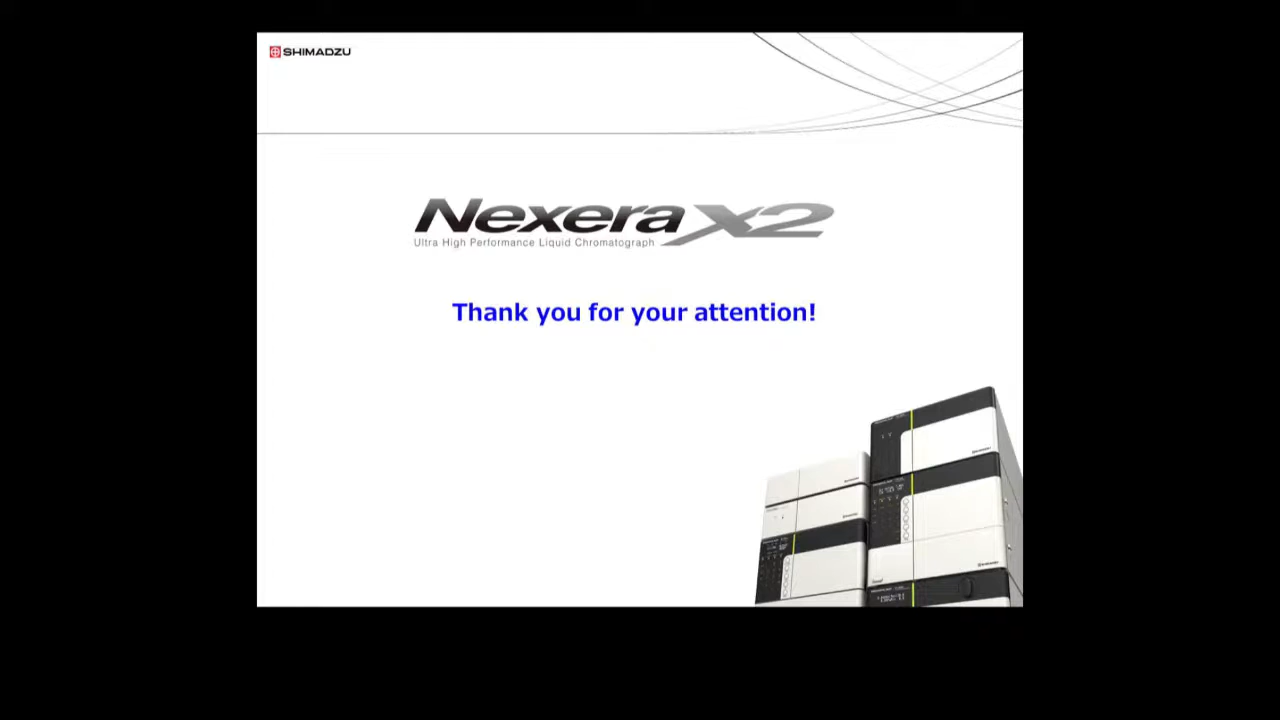 SHIMADZU
Nexera X2
Ultra High Performance Liquid Chromatograph
Thank you for your attention!